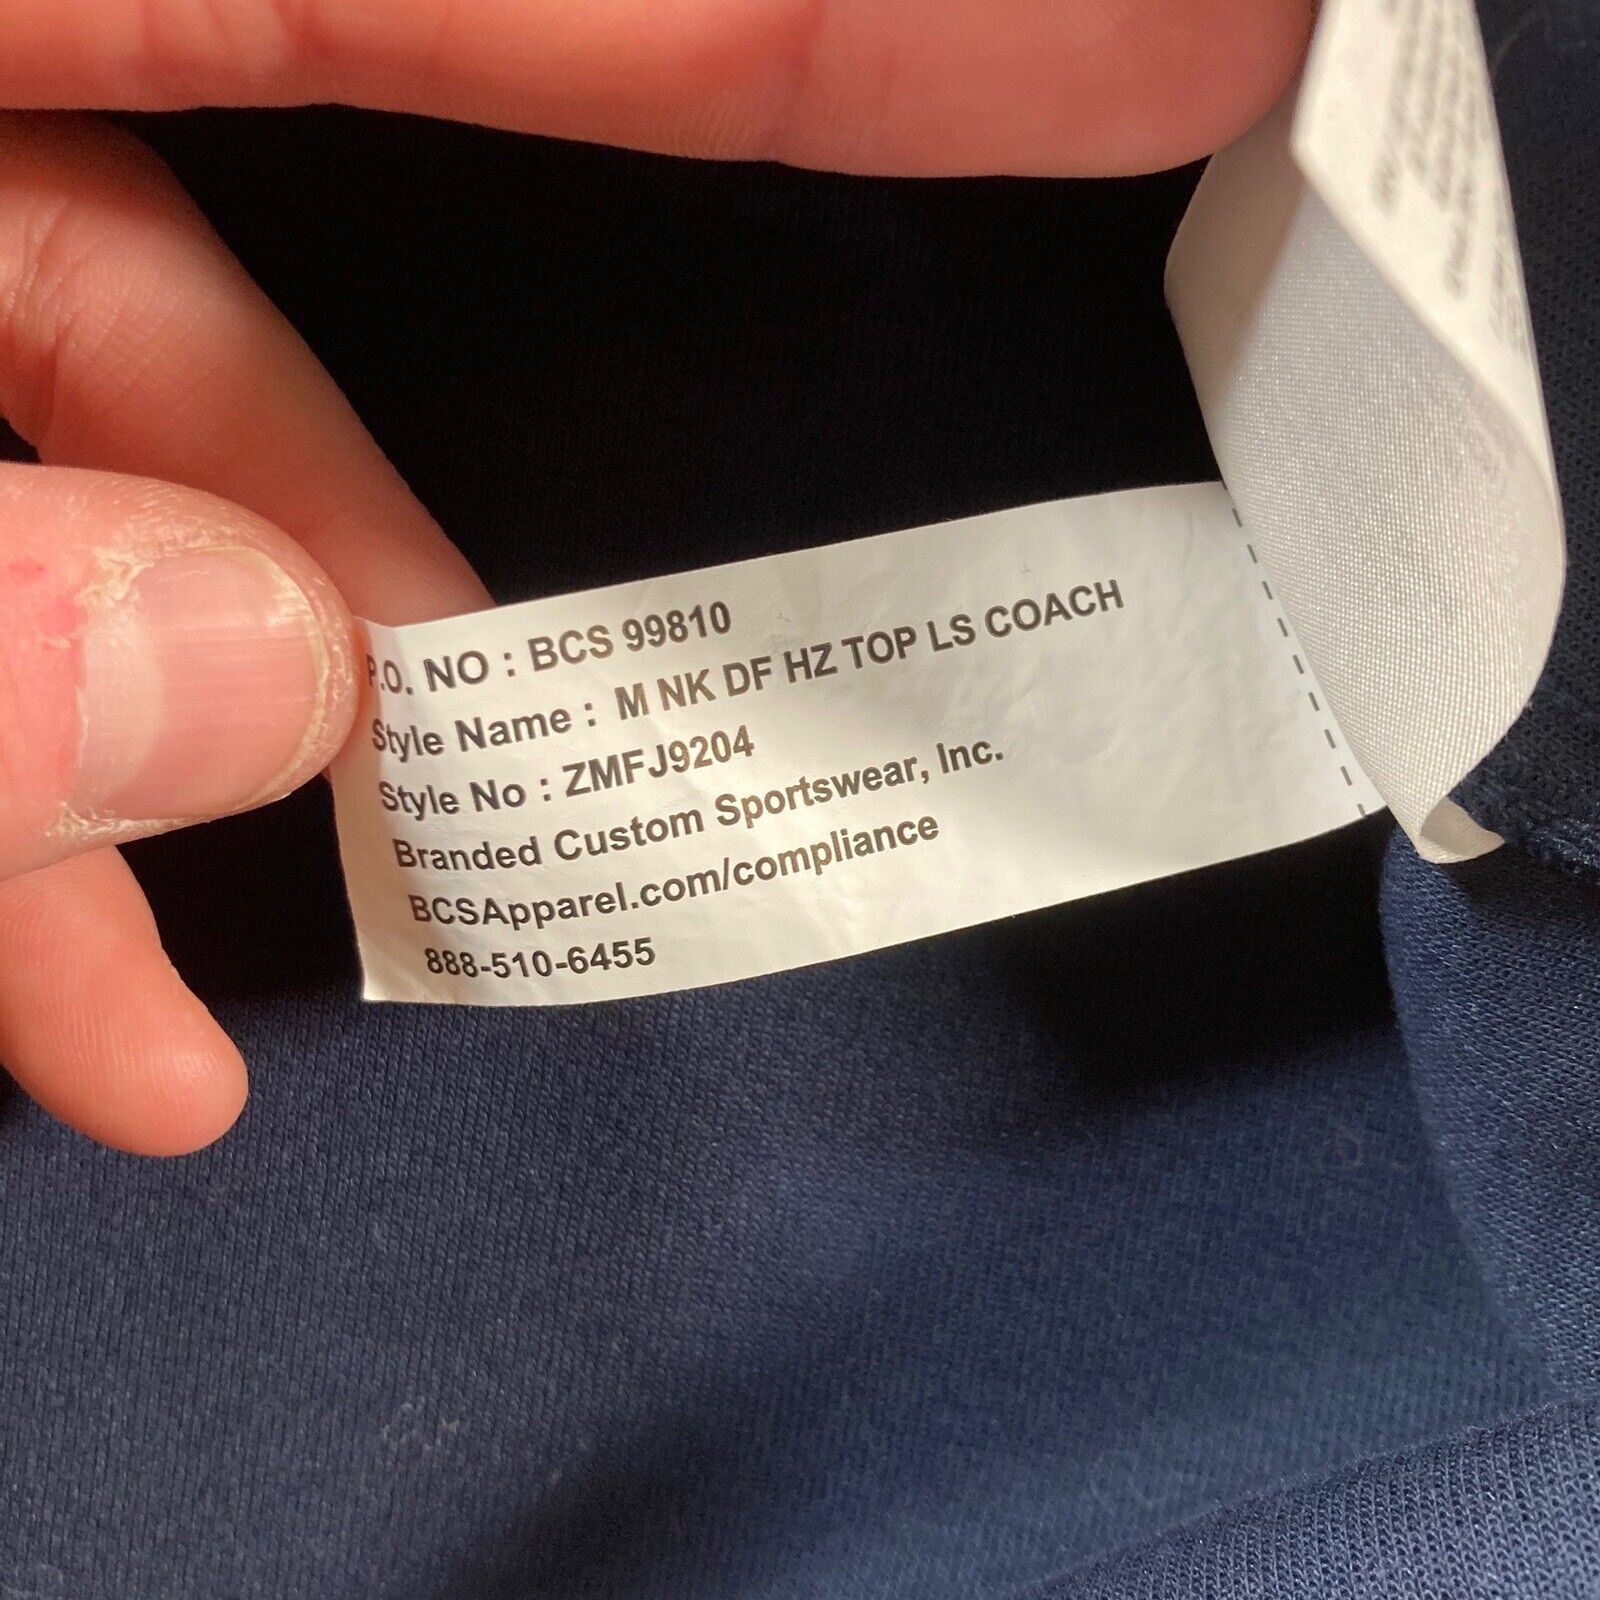 P.O. NO : BCS 99810
Style Name : M NK DF HZ TOP LS COACH
Style No : ZMFJ9204
Branded Custom Sportswear, Inc.
BCSApparel.com/compliance
888-510-6455